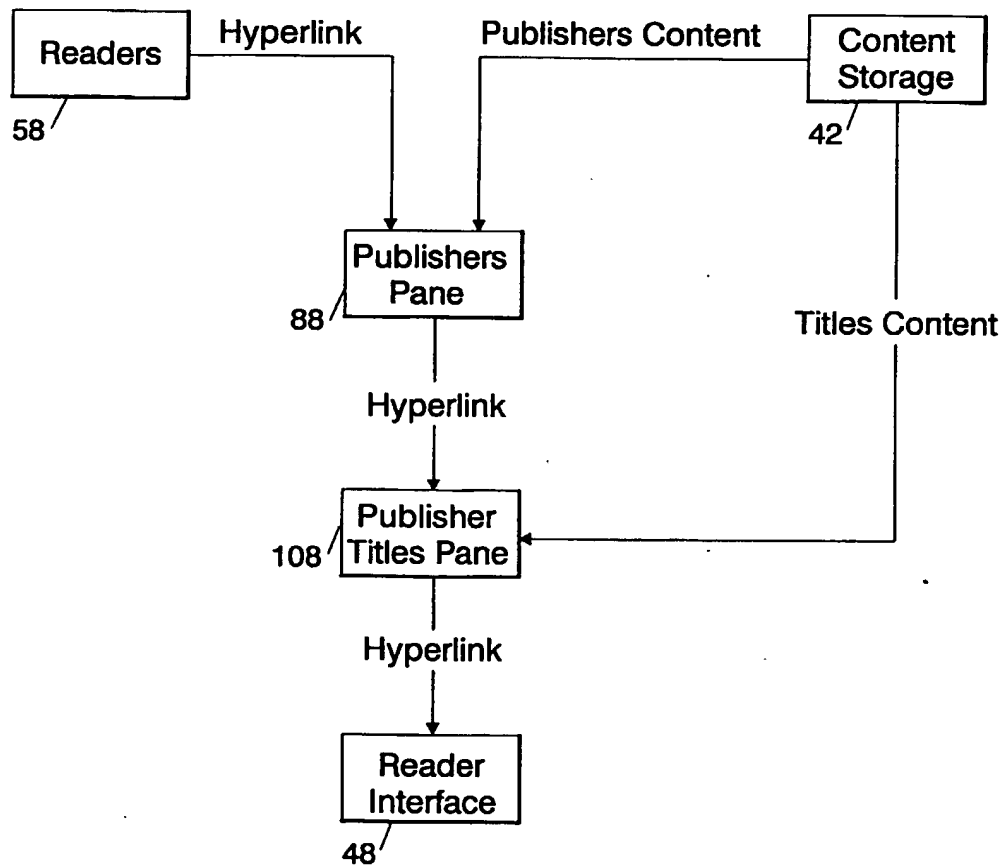 Readers
Hyperlink
Publishers Content
Content
Storage
58
42
Publishers
Pane
88
Titles Content
Hyperlink
Publisher
Titles Pane
108
Hyperlink
Reader
Interface
48